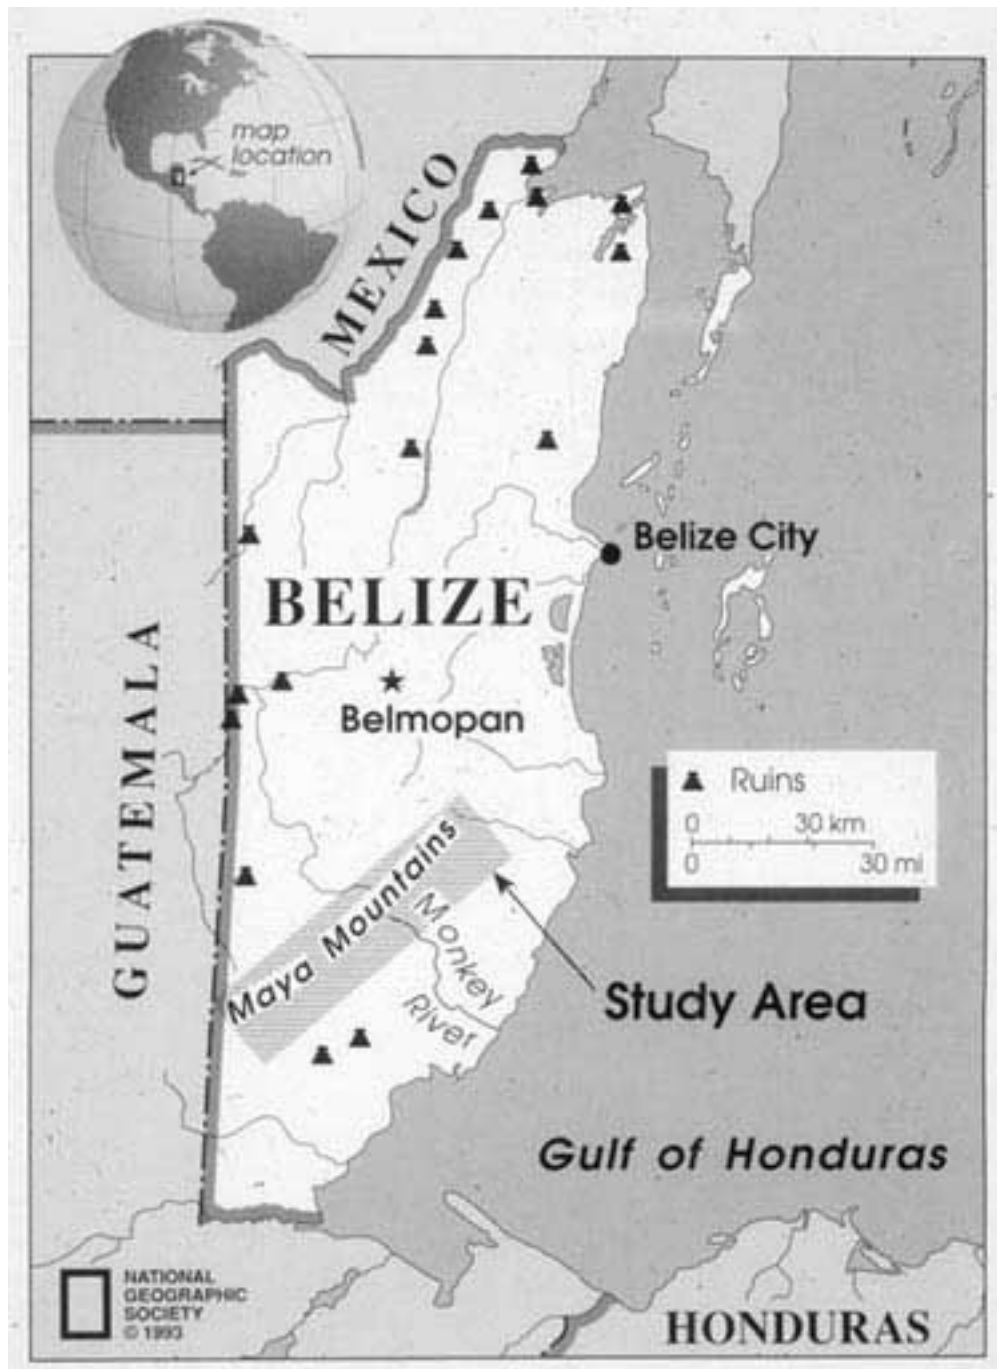 map
location
MEXICO
Belize City
BELIZE
Belmopan
GUATEMALA
Ruins
0 30 km
0 30 mi
Maya Mountains
Monkey
River
Study Area
Gulf of Honduras
NATIONAL
GEOGRAPHIC
SOCIETY
© 1993
HONDURAS